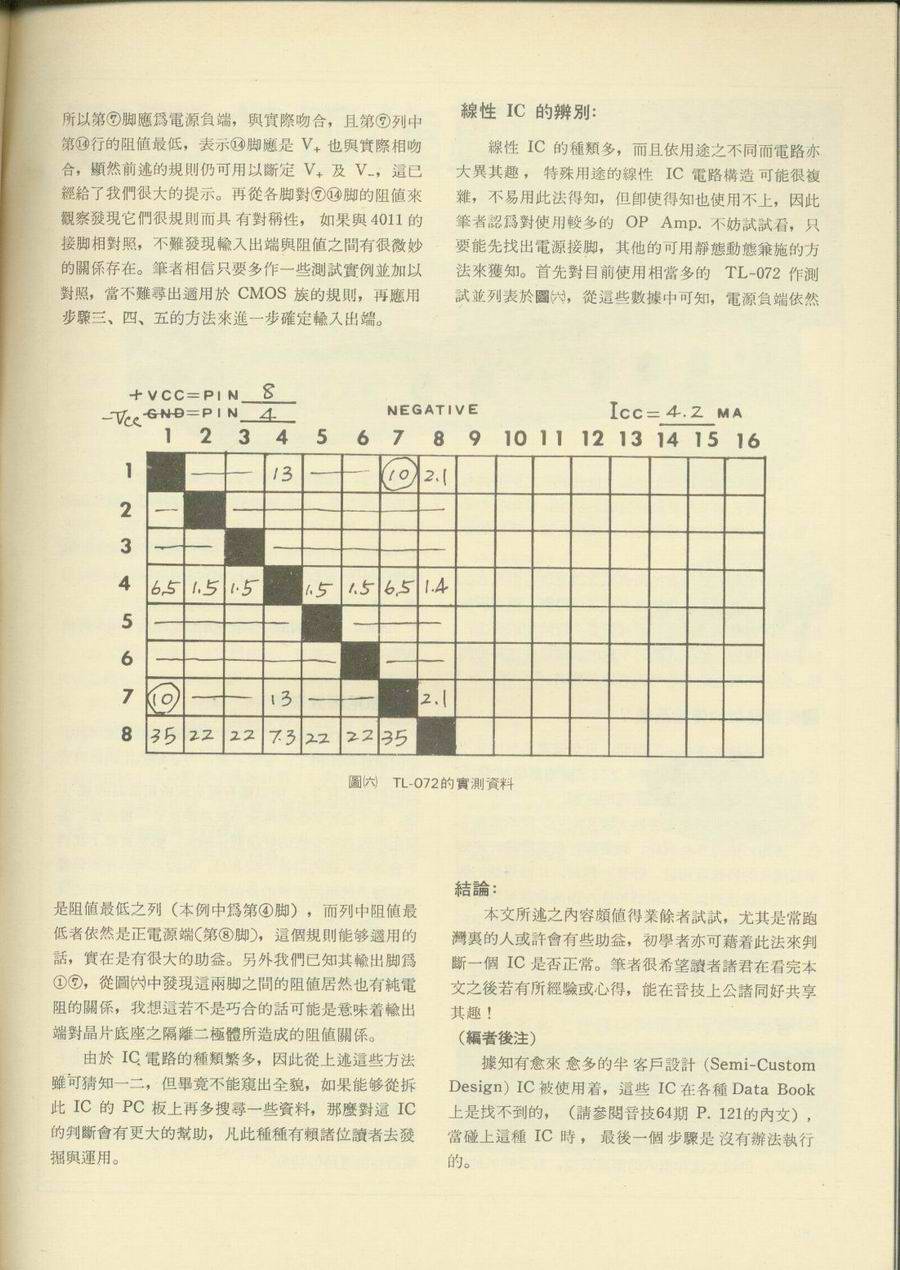 所以第⑦脚應爲電源負端，與實際吻合，且第⑦列中
第⑭行的阻值最低，表示⑭脚應是 V₊ 也與實際相吻
合，顯然前述的規則仍可用以斷定 V₊ 及 V₋，這已
經給了我們很大的提示。再從各脚對⑦⑭脚的阻值來
觀察發現它們很規則而具有對稱性，如果與 4011 的
接脚相對照，不難發現輸入出端與阻值之間有很微妙
的關係存在。筆者相信只要多作一些測試實例並加以
對照，當不難尋出適用於 CMOS 族的規則，再應用
步驟三、四、五的方法來進一步確定輸入出端。
線性 IC 的辨別:
線性 IC 的種類多，而且依用途之不同而電路亦
大異其趣，特殊用途的線性 IC 電路構造可能很複
雜，不易用此法得知，但卽使得知也使用不上，因此
筆者認爲對使用較多的 OP Amp. 不妨試試看，只
要能先找出電源接脚，其他的可用靜態動態兼施的方
法來獲知。首先對目前使用相當多的 TL-072 作測
試並列表於圖㈥，從這些數據中可知，電源負端依然
+VCC=PIN 8
-Vcc GND=PIN 4
NEGATIVE
Icc=4.2 MA
1 2 3 4 5 6 7 8 9 10 11 12 13 14 15 16
1 — 13 — 10 2.1
2 — —
3 — —
4 6.5 1.5 1.5 1.5 1.5 6.5 1.4
5 — —
6 — —
7 10 — 13 — 2.1
8 35 22 22 7.3 22 22 35
圖㈥ TL-072的實測資料
是阻值最低之列（本例中爲第④脚），而列中阻值最
低者依然是正電源端(第⑧脚)，這個規則能够適用的
話，實在是有很大的助益。另外我們已知其輸出脚爲
①⑦，從圖㈥中發現這兩脚之間的阻值居然也有純電
阻的關係，我想這若不是巧合的話可能是意味着輸出
端對晶片底座之隔離二極體所造成的阻值關係。
由於 IC 電路的種類繁多，因此從上述這些方法
雖可猜知一二，但畢竟不能窺出全貌，如果能够從拆
此 IC 的 PC 板上再多搜尋一些資料，那麼對這 IC
的判斷會有更大的幫助，凡此種種有賴諸位讀者去發
掘與運用。
結論:
本文所述之內容頗值得業餘者試試，尤其是常跑
灣裏的人或許會有些助益，初學者亦可藉着此法來判
斷一個 IC 是否正常。筆者很希望讀者諸君在看完本
文之後若有所經驗或心得，能在音技上公諸同好共享
其趣！
（編者後注）
據知有愈來愈多的半客戶設計 (Semi-Custom
Design) IC 被使用着，這些 IC 在各種 Data Book
上是找不到的，（請參閱音技64期 P. 121的內文），
當碰上這種 IC 時，最後一個步驟是沒有辦法執行
的。